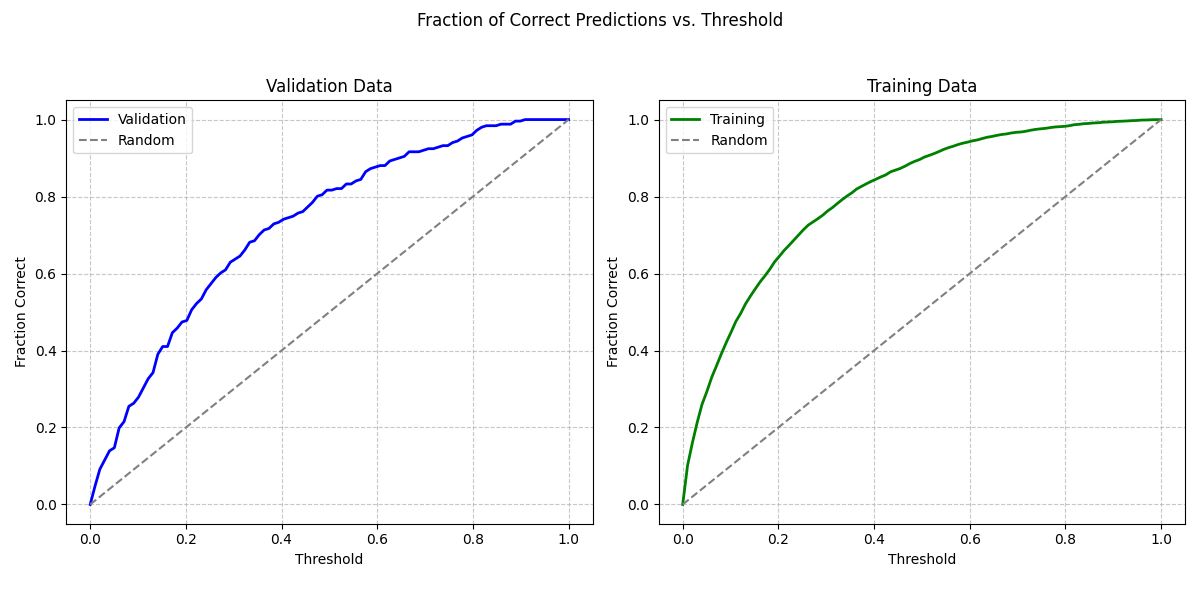 Fraction of Correct Predictions vs. Threshold
Validation Data
Validation
Random
1.0
0.8
0.6
0.4
0.2
0.0
Fraction Correct
0.0 0.2 0.4 0.6 0.8 1.0
Threshold
Training Data
Training
Random
1.0
0.8
0.6
0.4
0.2
0.0
Fraction Correct
0.0 0.2 0.4 0.6 0.8 1.0
Threshold